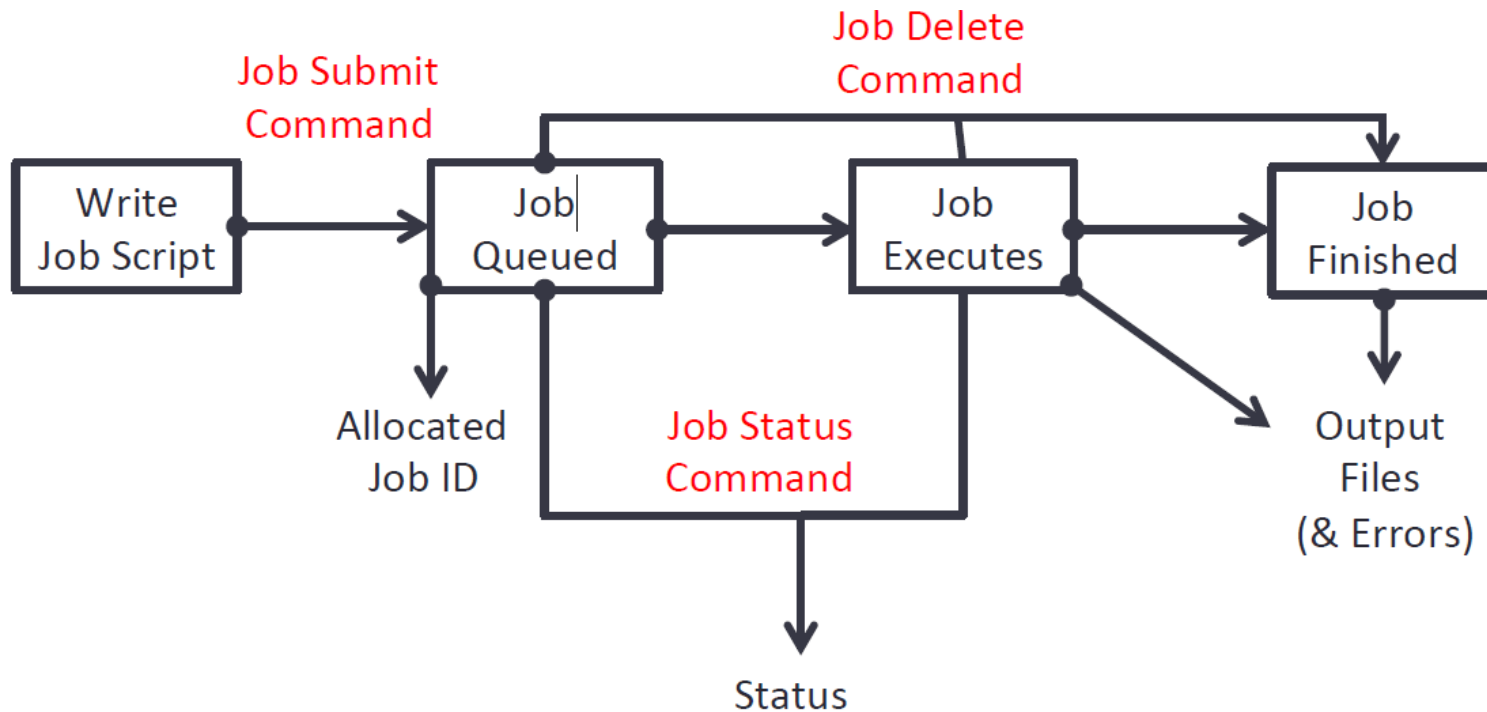 Job Submit
Command
Job Delete
Command
Write
Job Script
Job
Queued
Job
Executes
Job
Finished
Allocated
Job ID
Job Status
Command
Output
Files
(& Errors)
Status